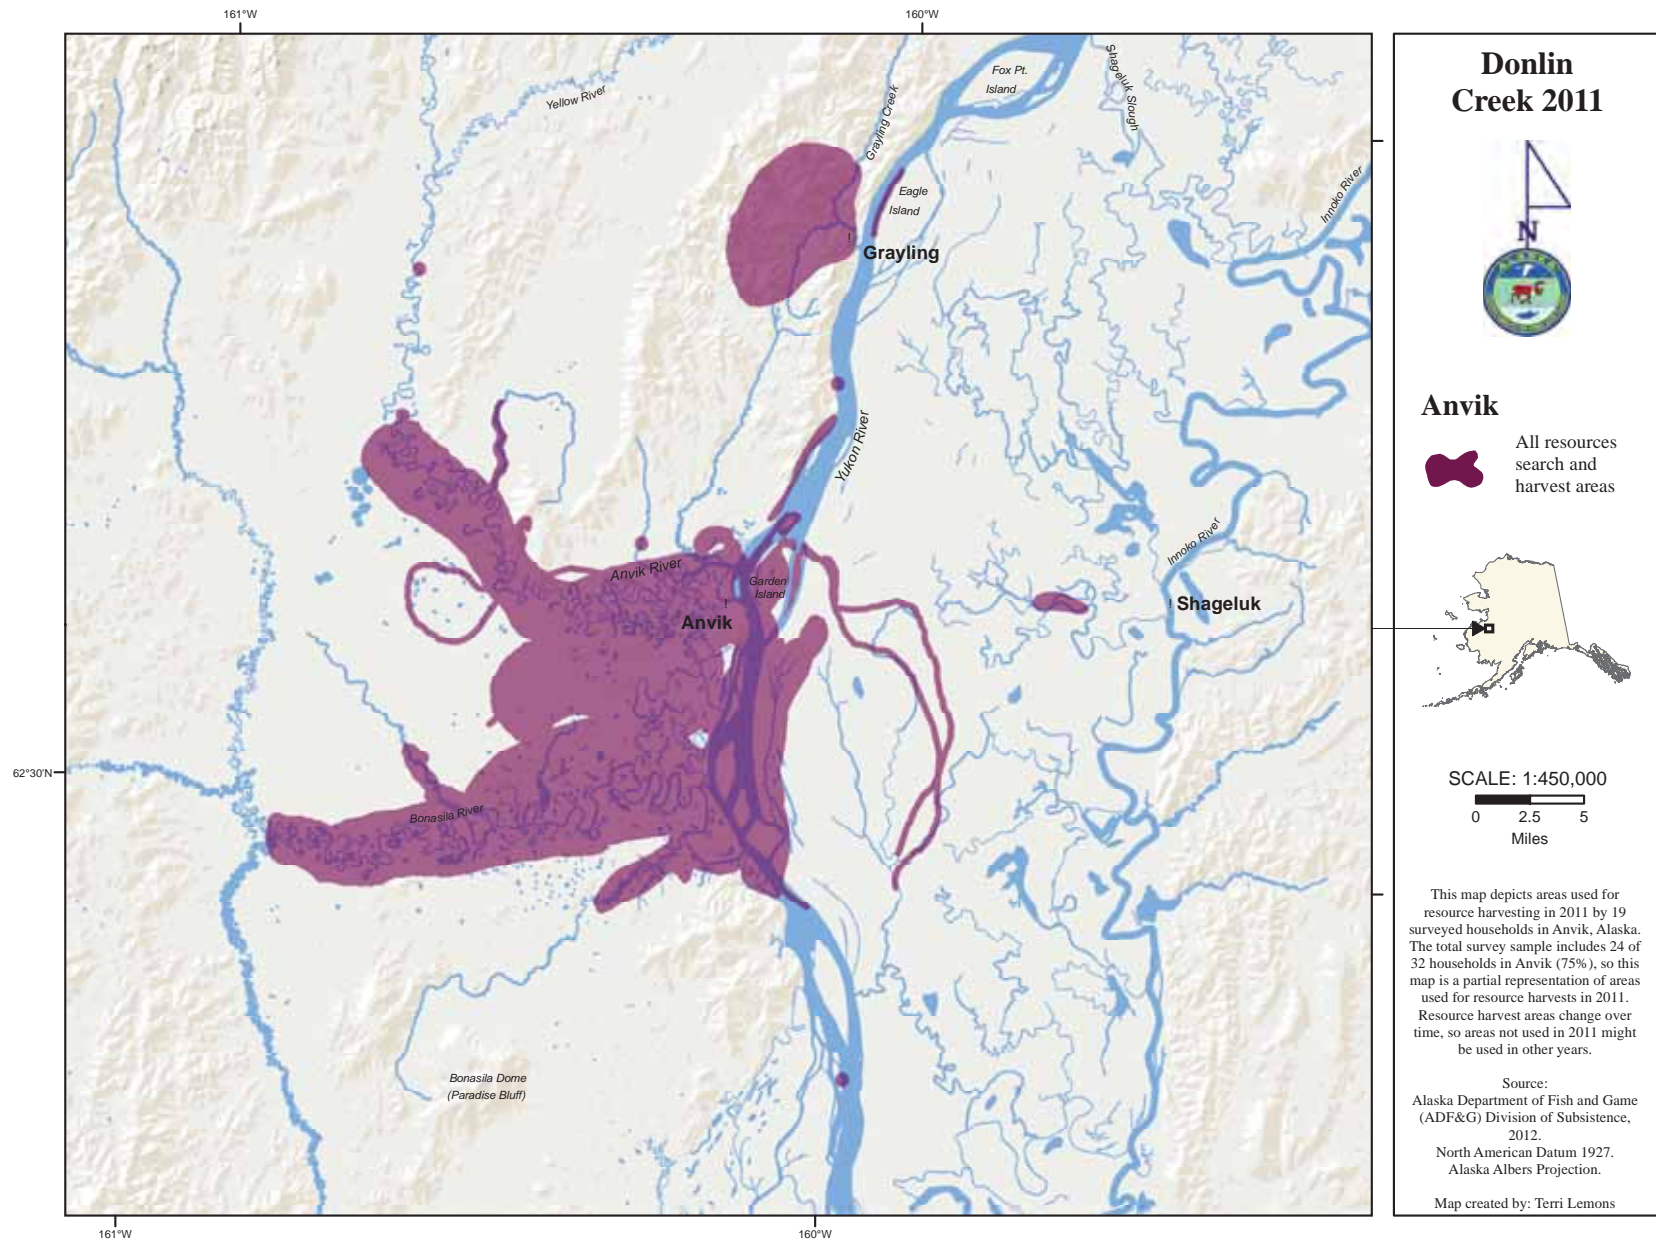 161°W
160°W
Yellow River
Grayling Creek
Fox Pt.
Island
Shageluk Slough
Innoko River
Eagle
Island
Grayling
Yukon River
Innoko River
Anvik River
Garden
Island
Anvik
Shageluk
62°30'N
Bonasila River
Bonasila Dome
(Paradise Bluff)
161°W
160°W
Donlin
Creek 2011
N
Anvik
All resources
search and
harvest areas
SCALE: 1:450,000
0 2.5 5
Miles
This map depicts areas used for
resource harvesting in 2011 by 19
surveyed households in Anvik, Alaska.
The total survey sample includes 24 of
32 households in Anvik (75%), so this
map is a partial representation of areas
used for resource harvests in 2011.
Resource harvest areas change over
time, so areas not used in 2011 might
be used in other years.
Source:
Alaska Department of Fish and Game
(ADF&G) Division of Subsistence,
2012.
North American Datum 1927.
Alaska Albers Projection.
Map created by: Terri Lemons